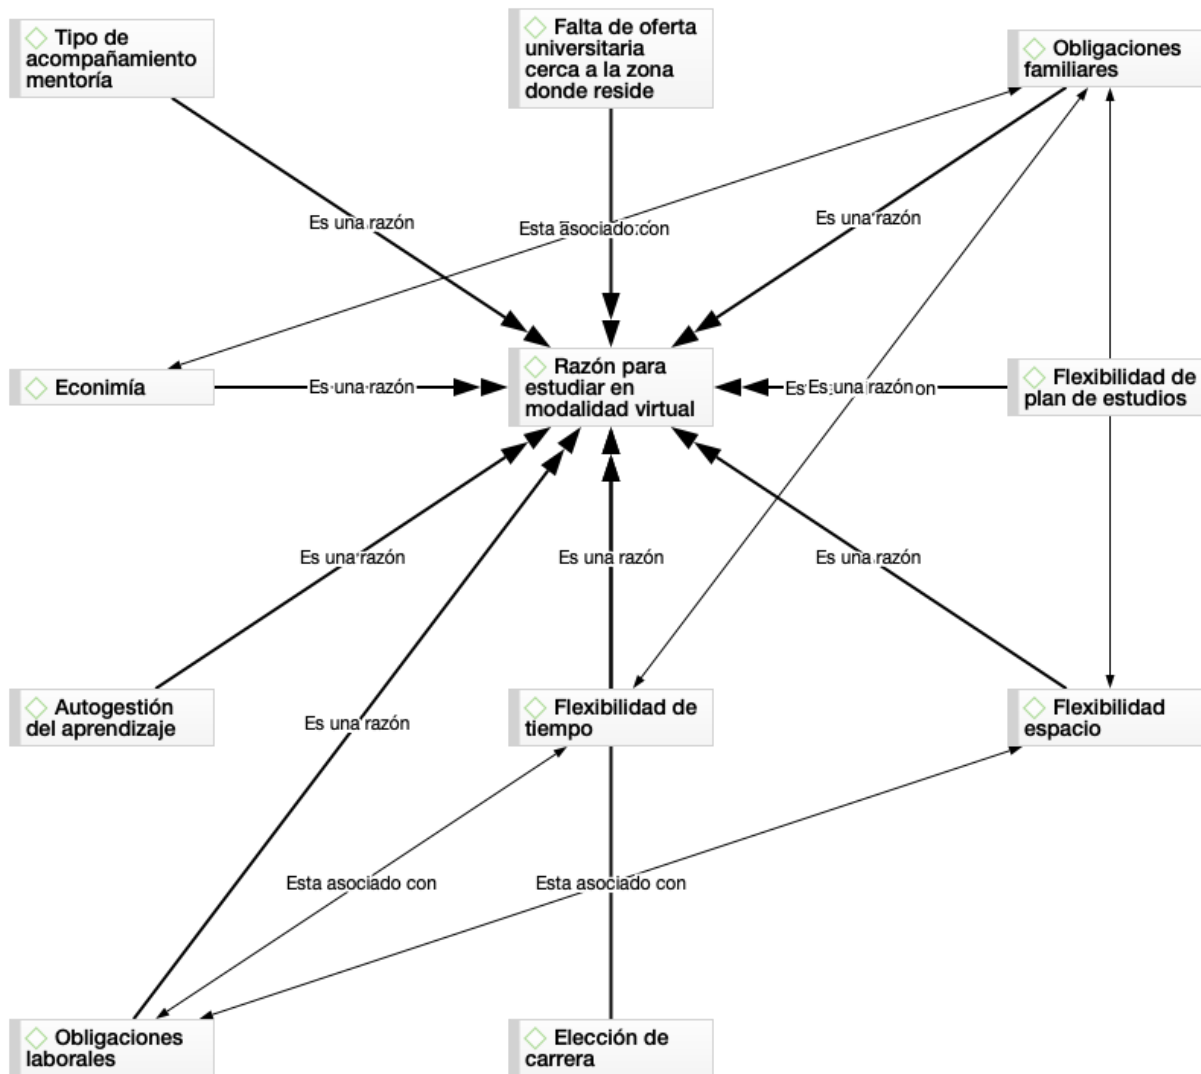 Tipo de
acompañamiento
mentoría
Falta de oferta
universitaria
cerca a la zona
donde reside
Obligaciones
familiares
Es una razón
Esta asociado con
Es una razón
Econimía
Es una razón
Razón para
estudiar en
modalidad virtual
Es una razón
Flexibilidad de
plan de estudios
Es una razón
Es una razón
Es una razón
Autogestión
del aprendizaje
Es una razón
Flexibilidad de
tiempo
Flexibilidad
espacio
Esta asociado con
Esta asociado con
Obligaciones
laborales
Elección de
carrera